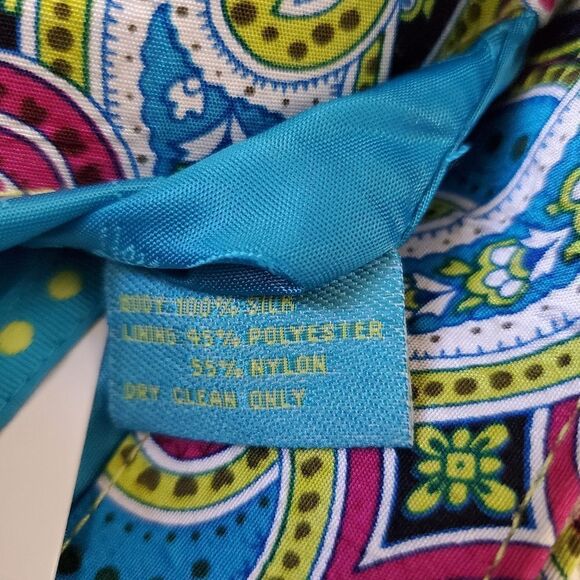 BODY: 100% SILK
LINING 45% POLYESTER
55% NYLON
DRY CLEAN ONLY